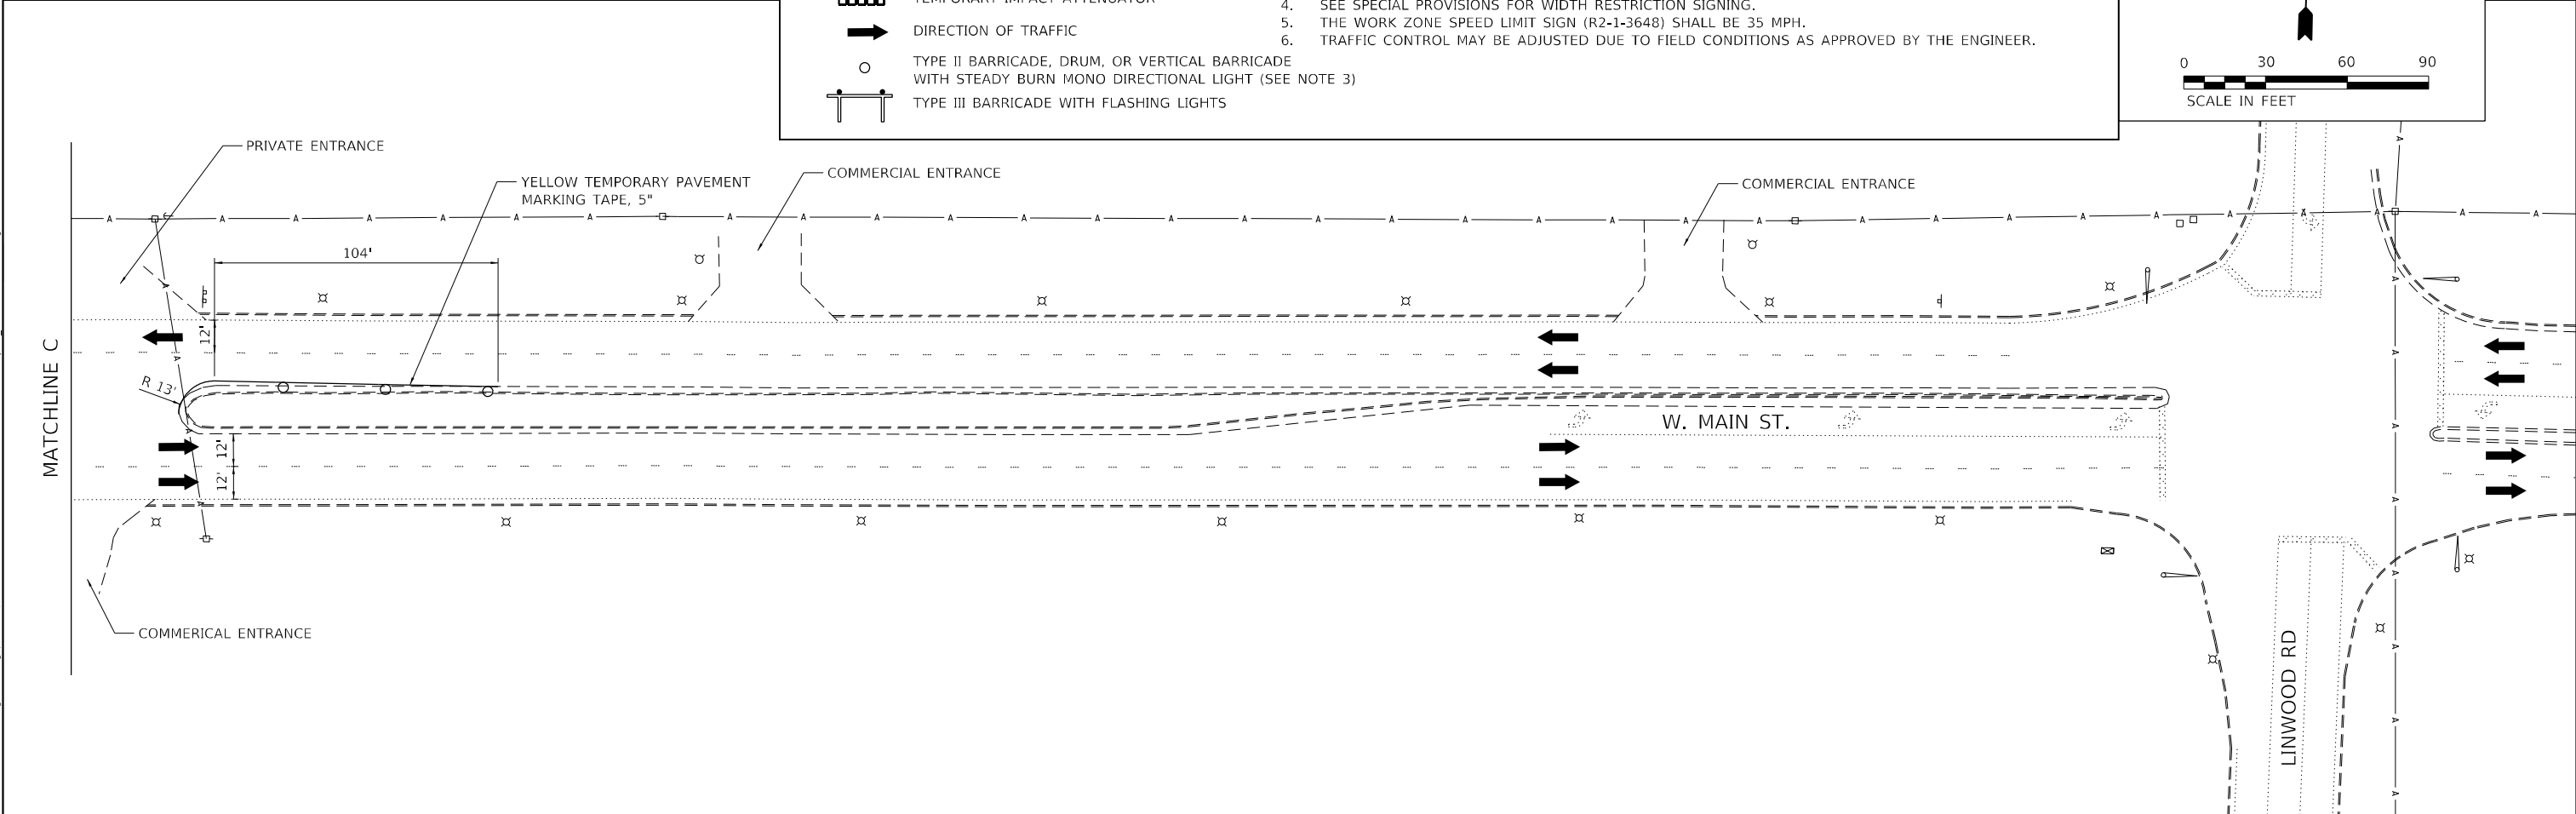 TEMPORARY IMPACT ATTENUATOR
DIRECTION OF TRAFFIC
TYPE II BARRICADE, DRUM, OR VERTICAL BARRICADE
WITH STEADY BURN MONO DIRECTIONAL LIGHT (SEE NOTE 3)
TYPE III BARRICADE WITH FLASHING LIGHTS
4. SEE SPECIAL PROVISIONS FOR WIDTH RESTRICTION SIGNING.
5. THE WORK ZONE SPEED LIMIT SIGN (R2-1-3648) SHALL BE 35 MPH.
6. TRAFFIC CONTROL MAY BE ADJUSTED DUE TO FIELD CONDITIONS AS APPROVED BY THE ENGINEER.
0 30 60 90
SCALE IN FEET
PRIVATE ENTRANCE
YELLOW TEMPORARY PAVEMENT
MARKING TAPE, 5"
COMMERCIAL ENTRANCE
COMMERCIAL ENTRANCE
104'
12'
R 13'
MATCHLINE C
12'
12'
W. MAIN ST.
COMMERICAL ENTRANCE
LINWOOD RD